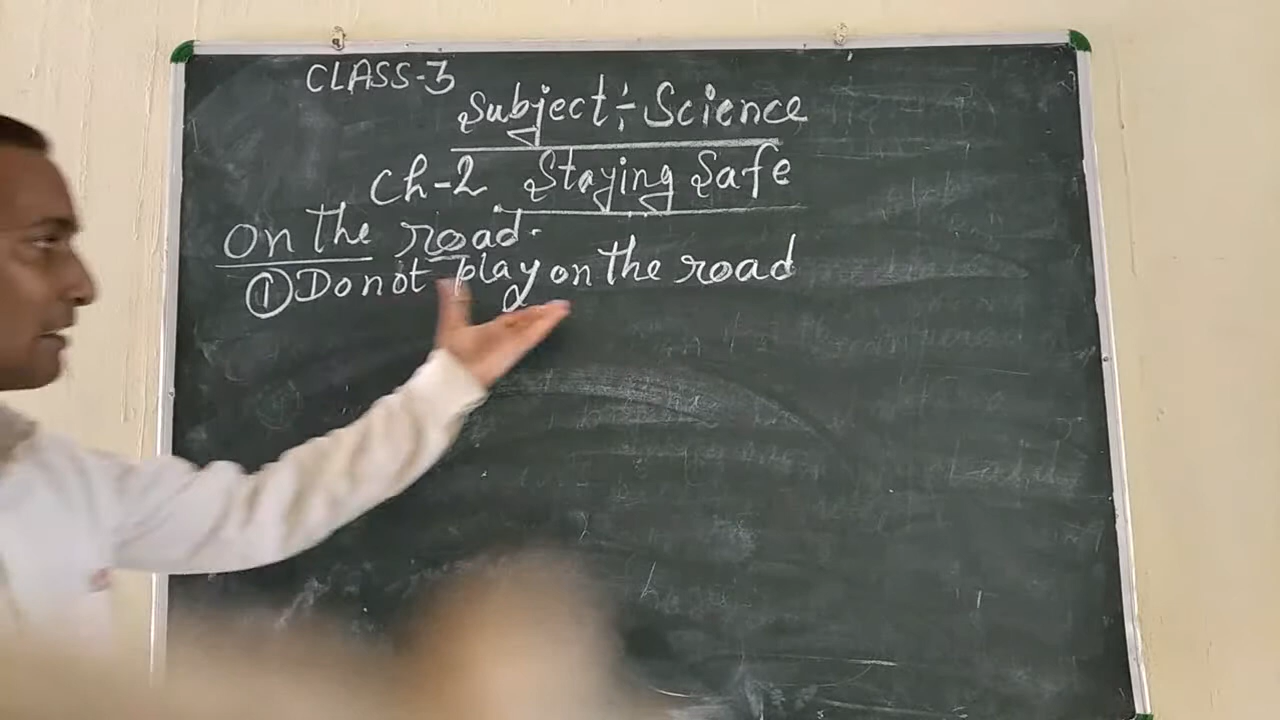 CLASS-3
Subject:- Science
Ch-2 Staying Safe
On the road.
① Do not play on the road